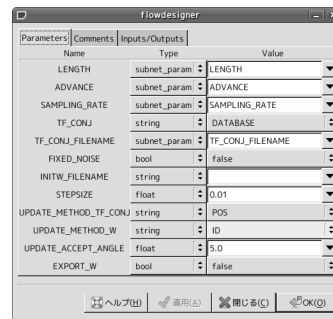 flowdesigner
Parameters Comments Inputs/Outputs
Name Type Value
LENGTH subnet_param LENGTH
ADVANCE subnet_param ADVANCE
SAMPLING_RATE subnet_param SAMPLING_RATE
TF_CONJ string DATABASE
TF_CONJ_FILENAME subnet_param TF_CONJ_FILENAME
FIXED_NOISE bool false
INITW_FILENAME string
STEPSIZE float 0.01
UPDATE_METHOD_TF_CONJ string POS
UPDATE_METHOD_W string ID
UPDATE_ACCEPT_ANGLE float 5.0
EXPORT_W bool false
ヘルプ(H) 適用(A) 閉じる(C) OK(O)